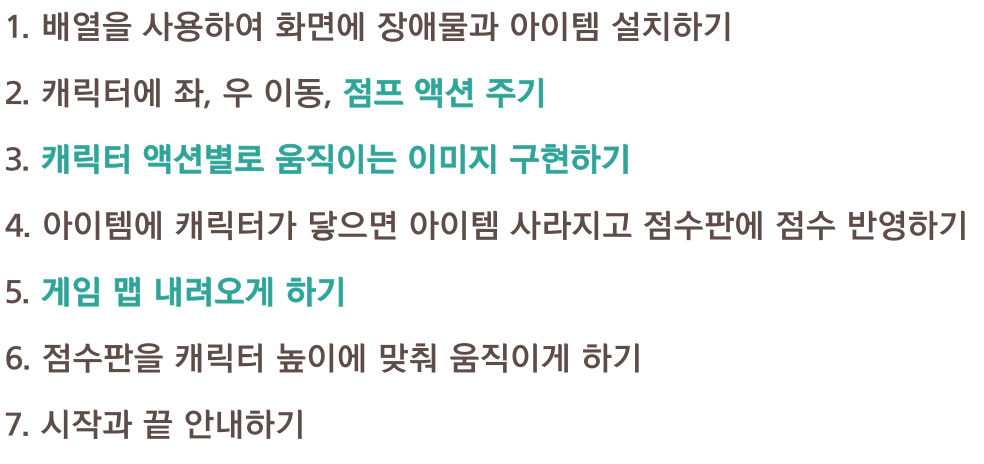 1. 배열을 사용하여 화면에 장애물과 아이템 설치하기
2. 캐릭터에 좌, 우 이동, 점프 액션 주기
3. 캐릭터 액션별로 움직이는 이미지 구현하기
4. 아이템에 캐릭터가 닿으면 아이템 사라지고 점수판에 점수 반영하기
5. 게임 맵 내려오게 하기
6. 점수판을 캐릭터 높이에 맞춰 움직이게 하기
7. 시작과 끝 안내하기